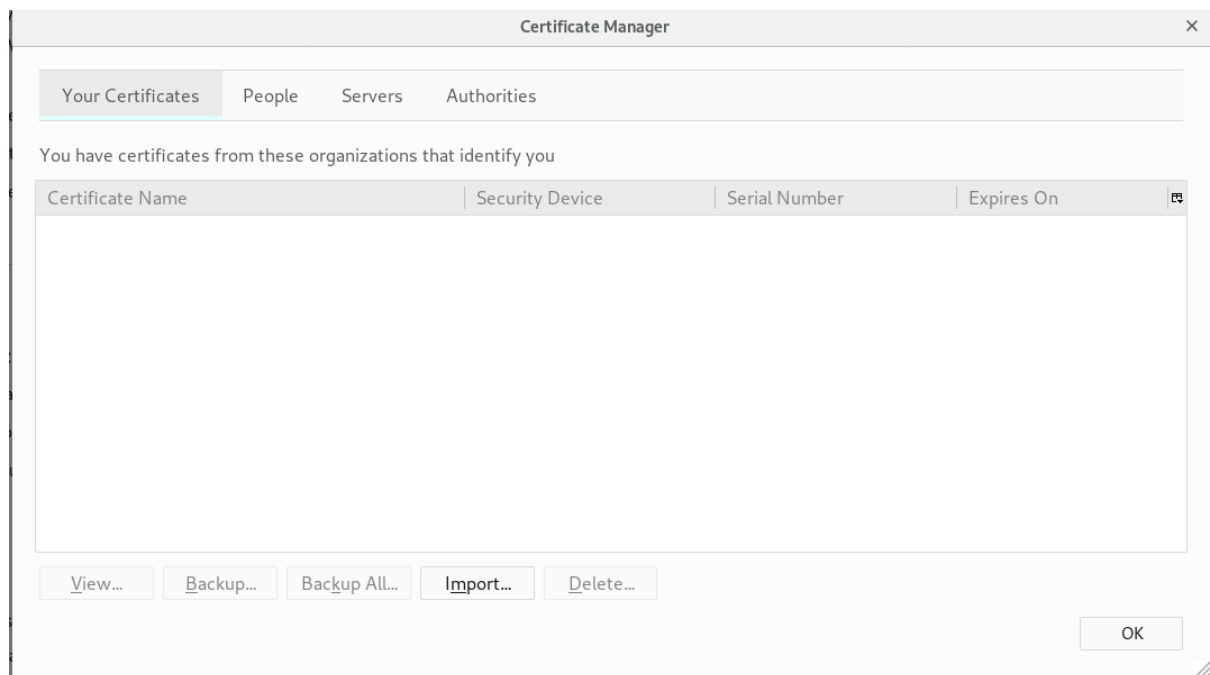 Certificate Manager
Your Certificates People Servers Authorities
You have certificates from these organizations that identify you
Certificate Name Security Device Serial Number Expires On
View... Backup... Backup All... Import... Delete...
OK